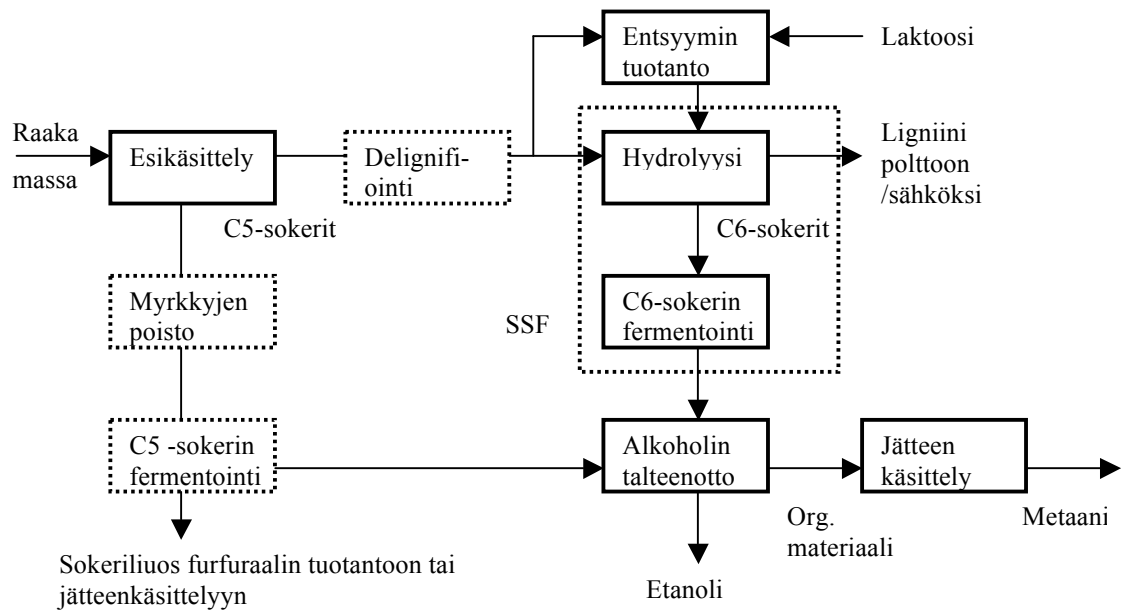 Entsyymin
tuotanto
Laktoosi
Raaka
massa
Esikäsittely
Delignifi-
ointi
Hydrolyysi
Ligniini
polttoon
/sähköksi
C5-sokerit
C6-sokerit
Myrkkyjen
poisto
SSF
C6-sokerin
fermentointi
C5 -sokerin
fermentointi
Alkoholin
talteenotto
Jätteen
käsittely
Org.
materiaali
Metaani
Sokeriliuos furfuraalin tuotantoon tai
jätteenkäsittelyyn
Etanoli